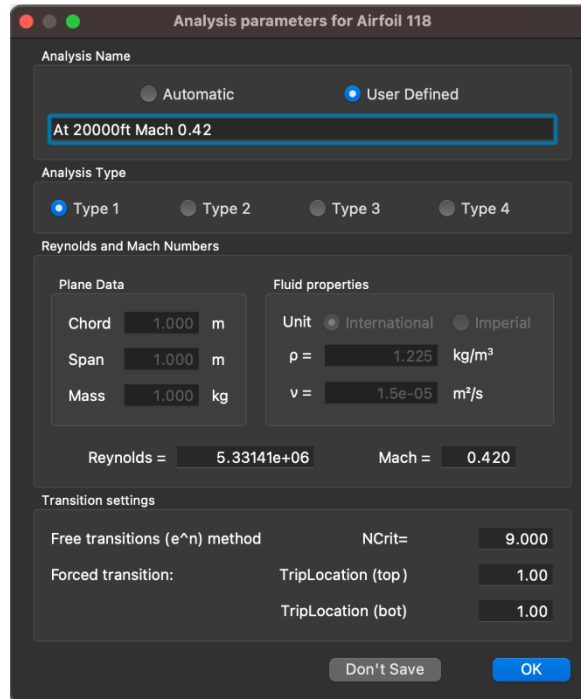 Analysis parameters for Airfoil 118
Analysis Name
Automatic User Defined
At 20000ft Mach 0.42
Analysis Type
Type 1 Type 2 Type 3 Type 4
Reynolds and Mach Numbers
Plane Data
Chord 1.000 m
Span 1.000 m
Mass 1.000 kg
Fluid properties
Unit International Imperial
ρ = 1.225 kg/m³
ν = 1.5e-05 m²/s
Reynolds = 5.33141e+06 Mach = 0.420
Transition settings
Free transitions (e^n) method NCrit= 9.000
Forced transition: TripLocation (top) 1.00
TripLocation (bot) 1.00
Don't Save OK